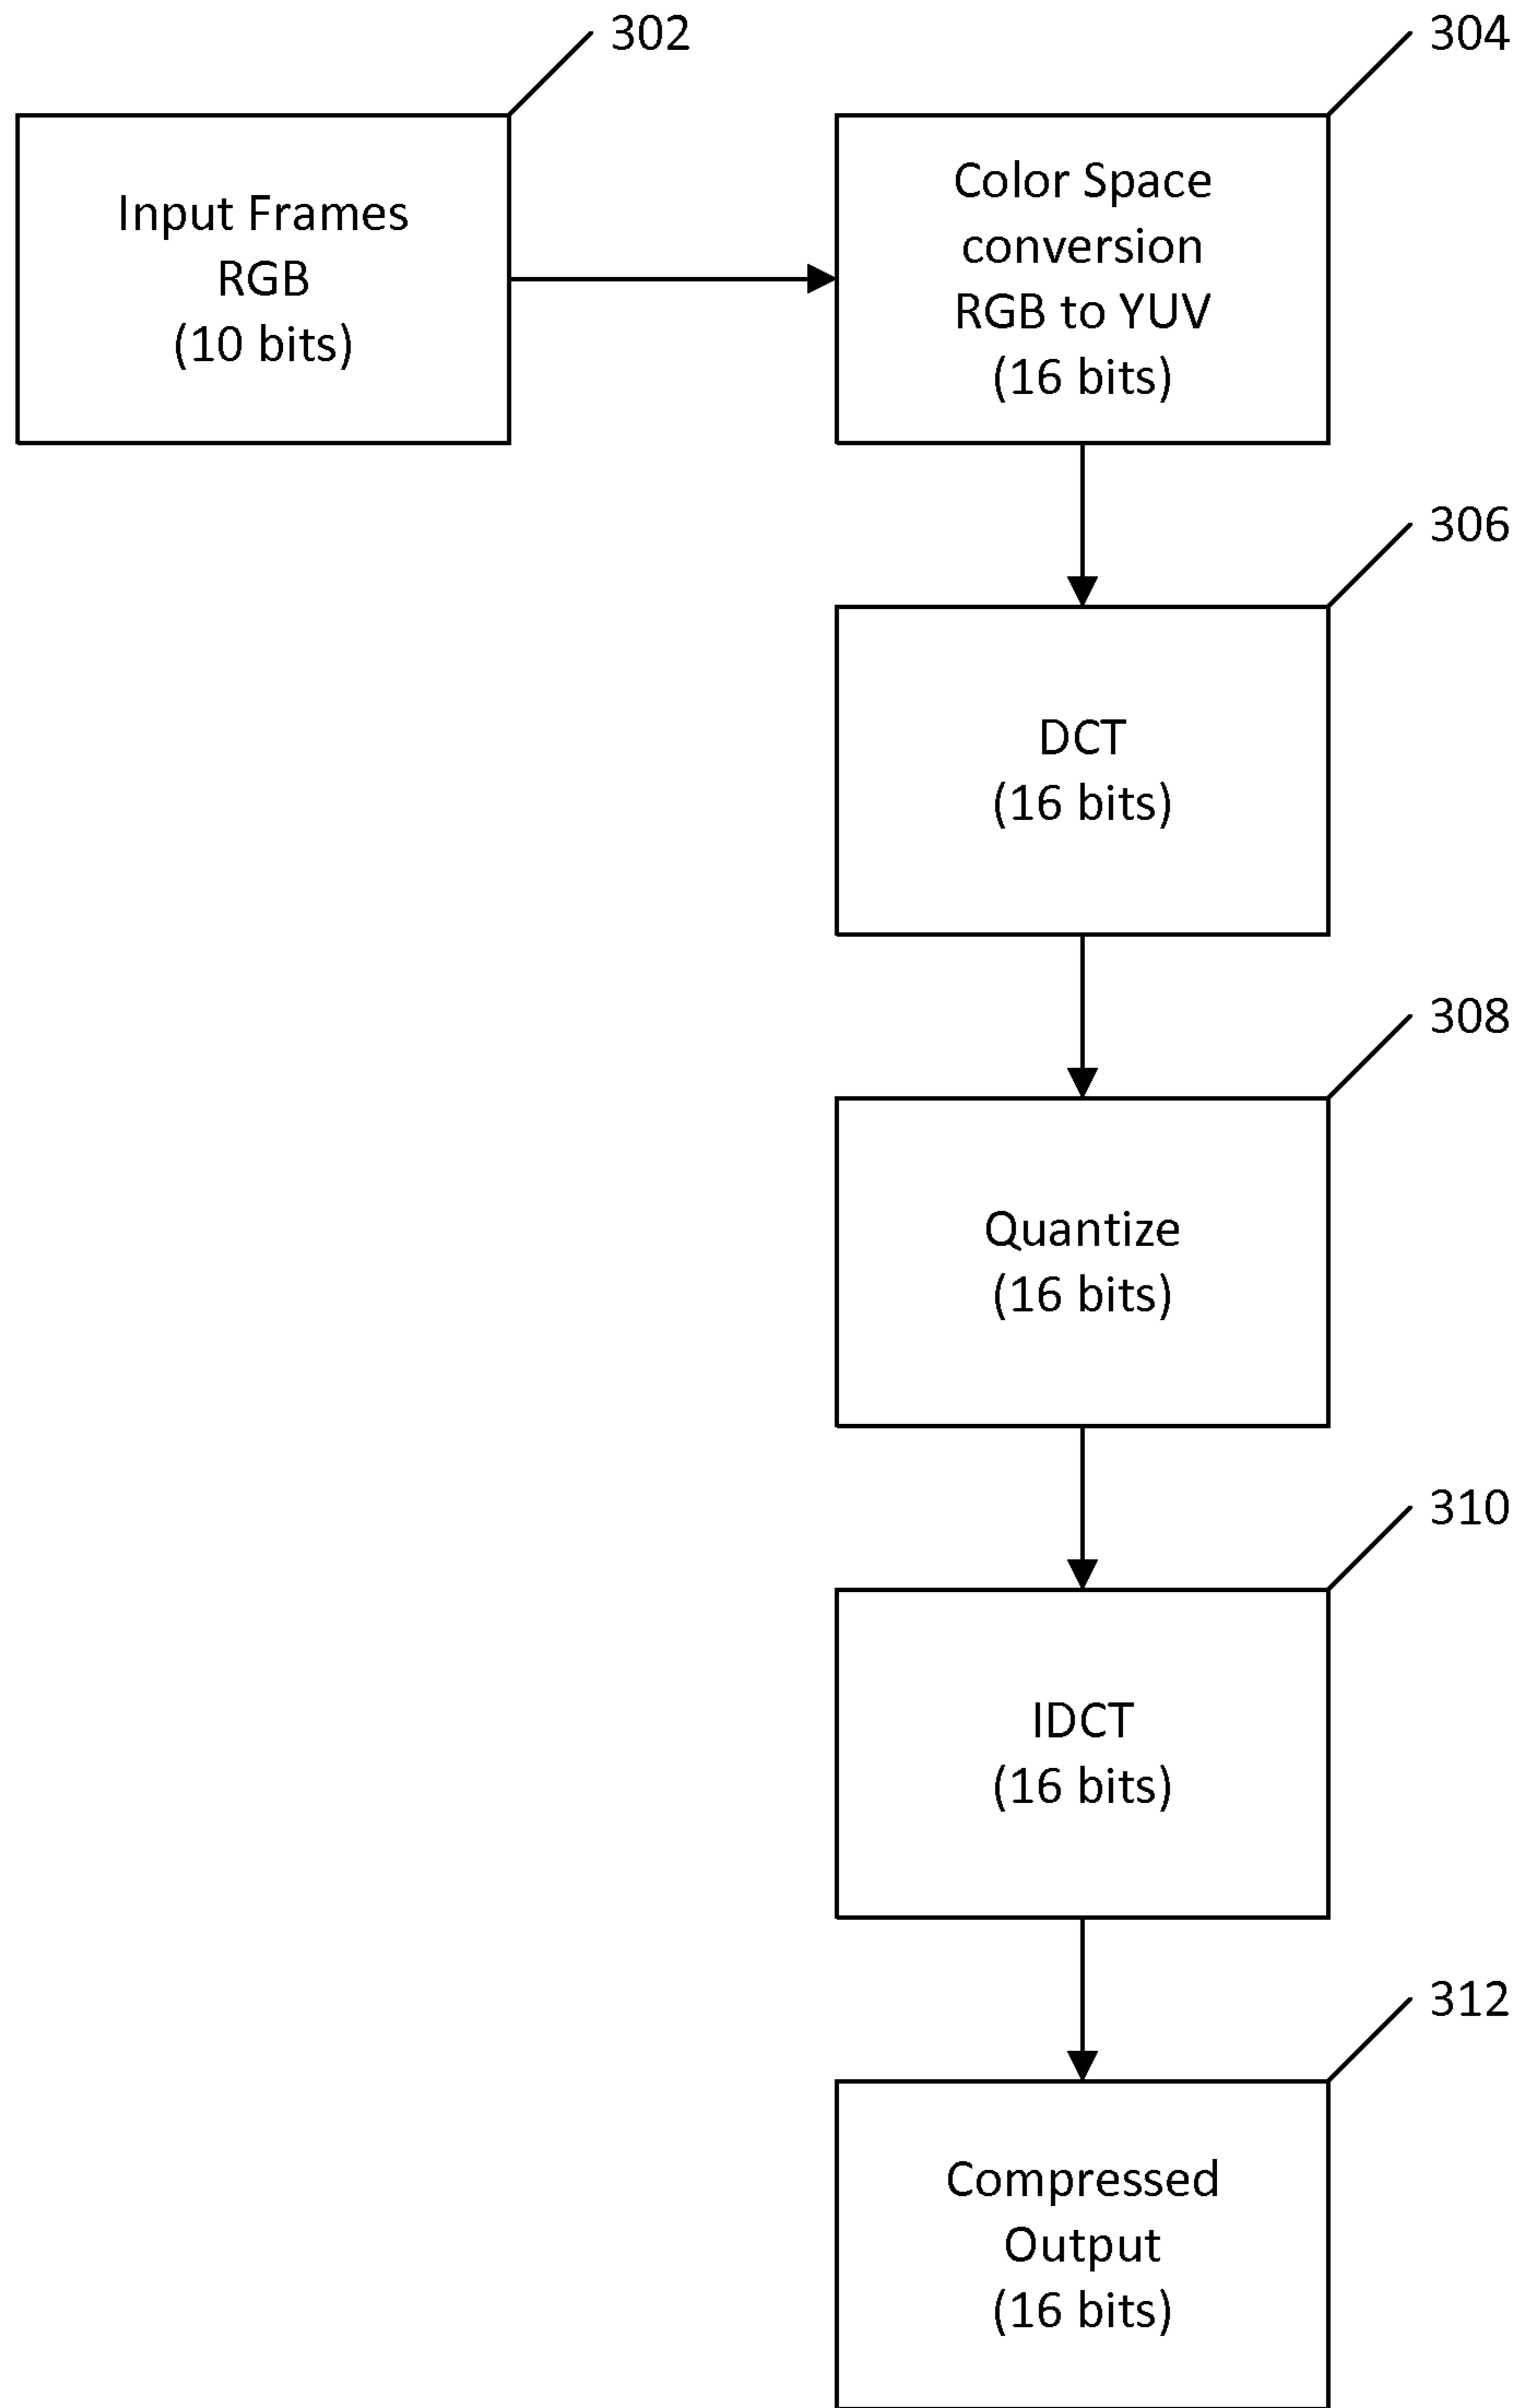 302
Input Frames
RGB
(10 bits)
304
Color Space
conversion
RGB to YUV
(16 bits)
306
DCT
(16 bits)
308
Quantize
(16 bits)
310
IDCT
(16 bits)
312
Compressed
Output
(16 bits)